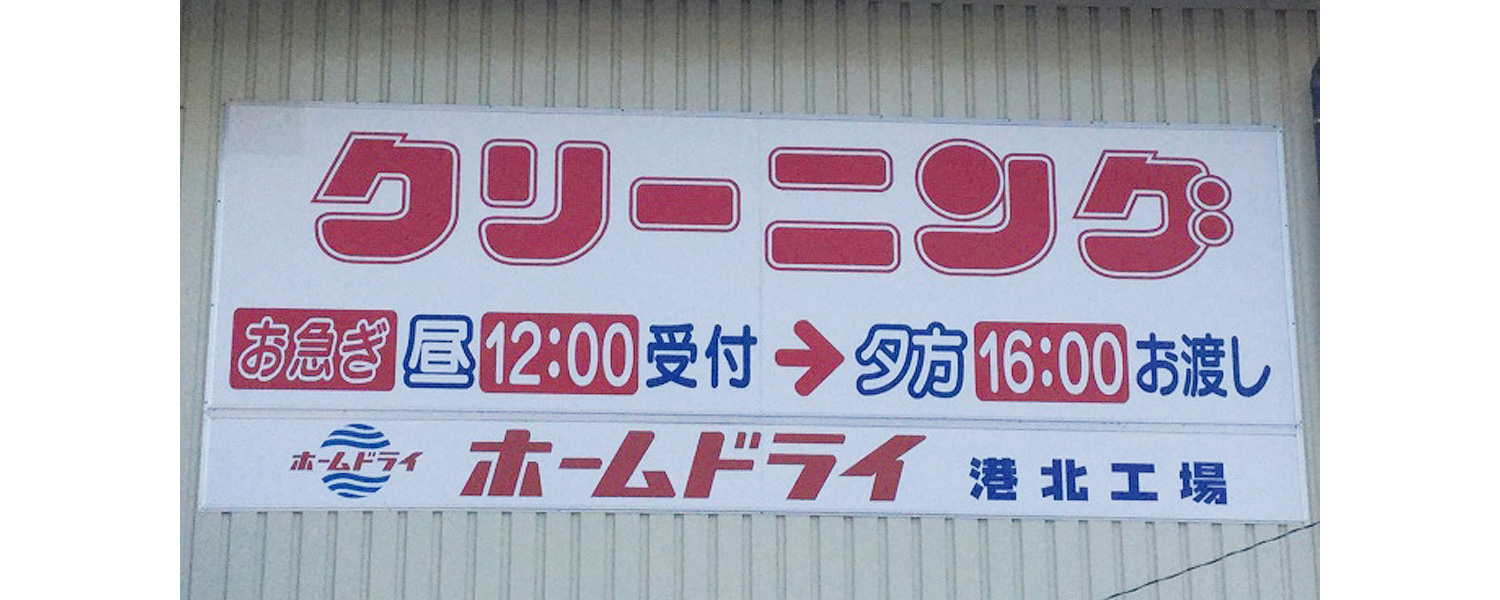 クリーニング
お急ぎ 昼 12:00 受付 → 夕方 16:00 お渡し
ホームドライ ホームドライ 港北工場